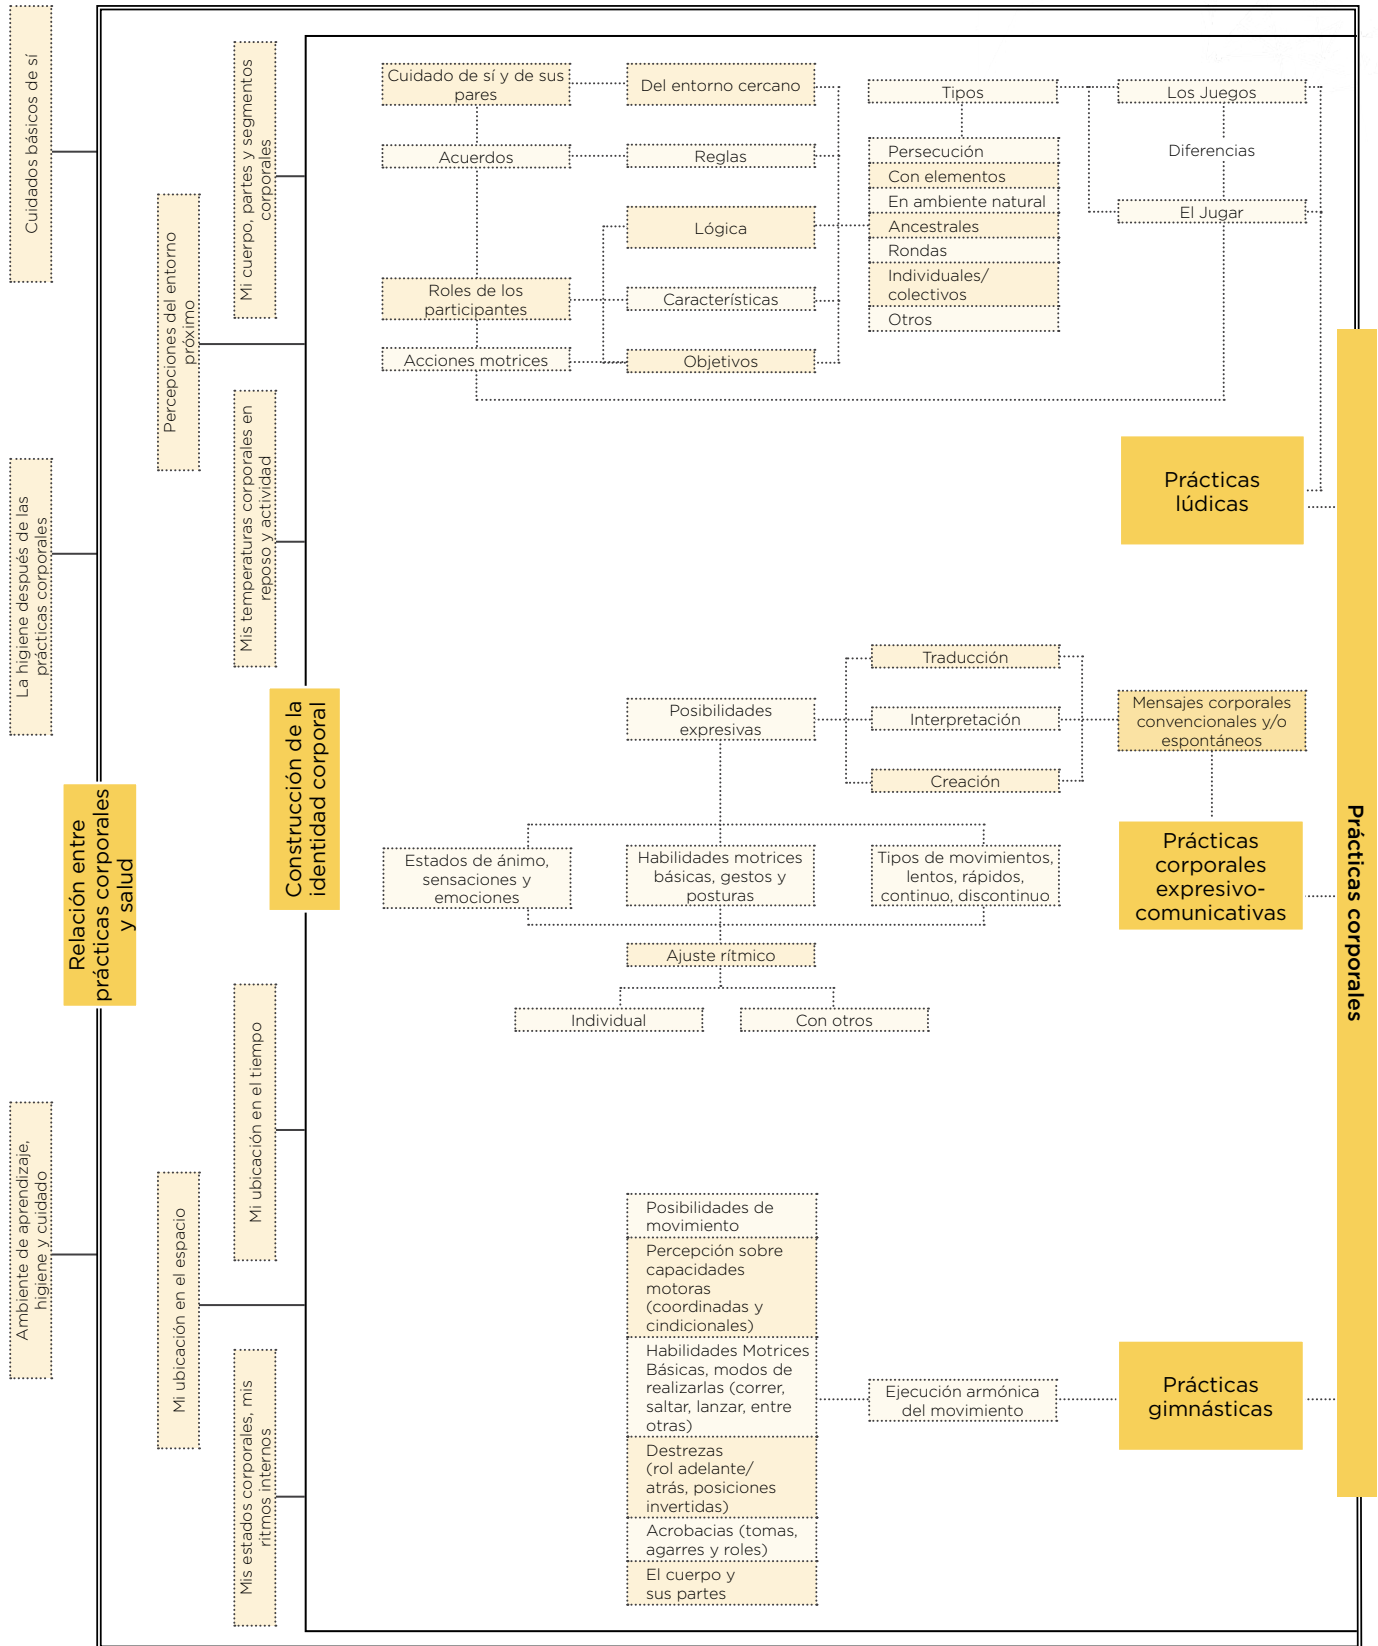 Cuidados básicos de sí
La higiene después de las
prácticas corporales
Ambiente de aprendizaje,
higiene y cuidado
Relación entre
prácticas corporales
y salud
Percepciones del entorno
próximo
Mi ubicación en el espacio
Mi cuerpo, partes y segmentos
corporales
Mis temperaturas corporales en
reposo y actividad
Mi ubicación en el tiempo
Mis estados corporales, mis
ritmos internos
Construcción de la
identidad corporal
Cuidado de sí y de sus
pares
Del entorno cercano
Tipos
Los Juegos
Acuerdos
Reglas
Persecución
Con elementos
En ambiente natural
Ancestrales
Rondas
Individuales/
colectivos
Otros
Diferencias
El Jugar
Lógica
Roles de los
participantes
Características
Acciones motrices
Objetivos
Prácticas
lúdicas
Traducción
Posibilidades
expresivas
Interpretación
Mensajes corporales
convencionales y/o
espontáneos
Creación
Estados de ánimo,
sensaciones y
emociones
Habilidades motrices
básicas, gestos y
posturas
Tipos de movimientos,
lentos, rápidos,
continuo, discontinuo
Prácticas
corporales
expresivo-
comunicativas
Ajuste rítmico
Individual
Con otros
Posibilidades de
movimiento
Percepción sobre
capacidades
motoras
(coordinadas y
cindicionales)
Habilidades Motrices
Básicas, modos de
realizarlas (correr,
saltar, lanzar, entre
otras)
Destrezas
(rol adelante/
atrás, posiciones
invertidas)
Acrobacias (tomas,
agarres y roles)
El cuerpo y
sus partes
Ejecución armónica
del movimiento
Prácticas
gimnásticas
Prácticas corporales